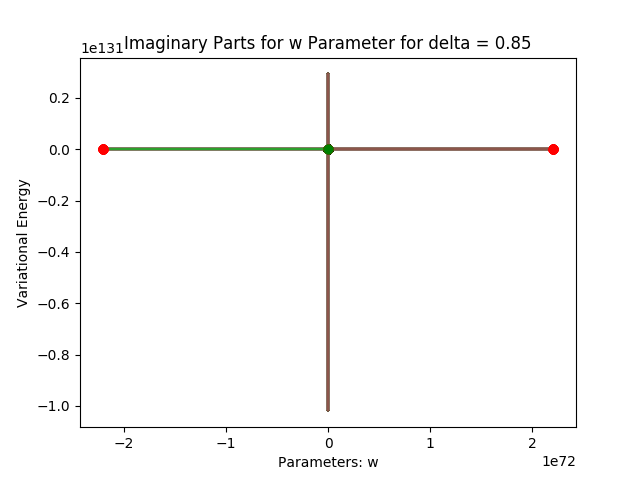 Imaginary Parts for w Parameter for delta = 0.85
1e131
0.2
0.0
−0.2
−0.4
−0.6
−0.8
−1.0
Variational Energy
−2
−1
0
1
2
1e72
Parameters: w